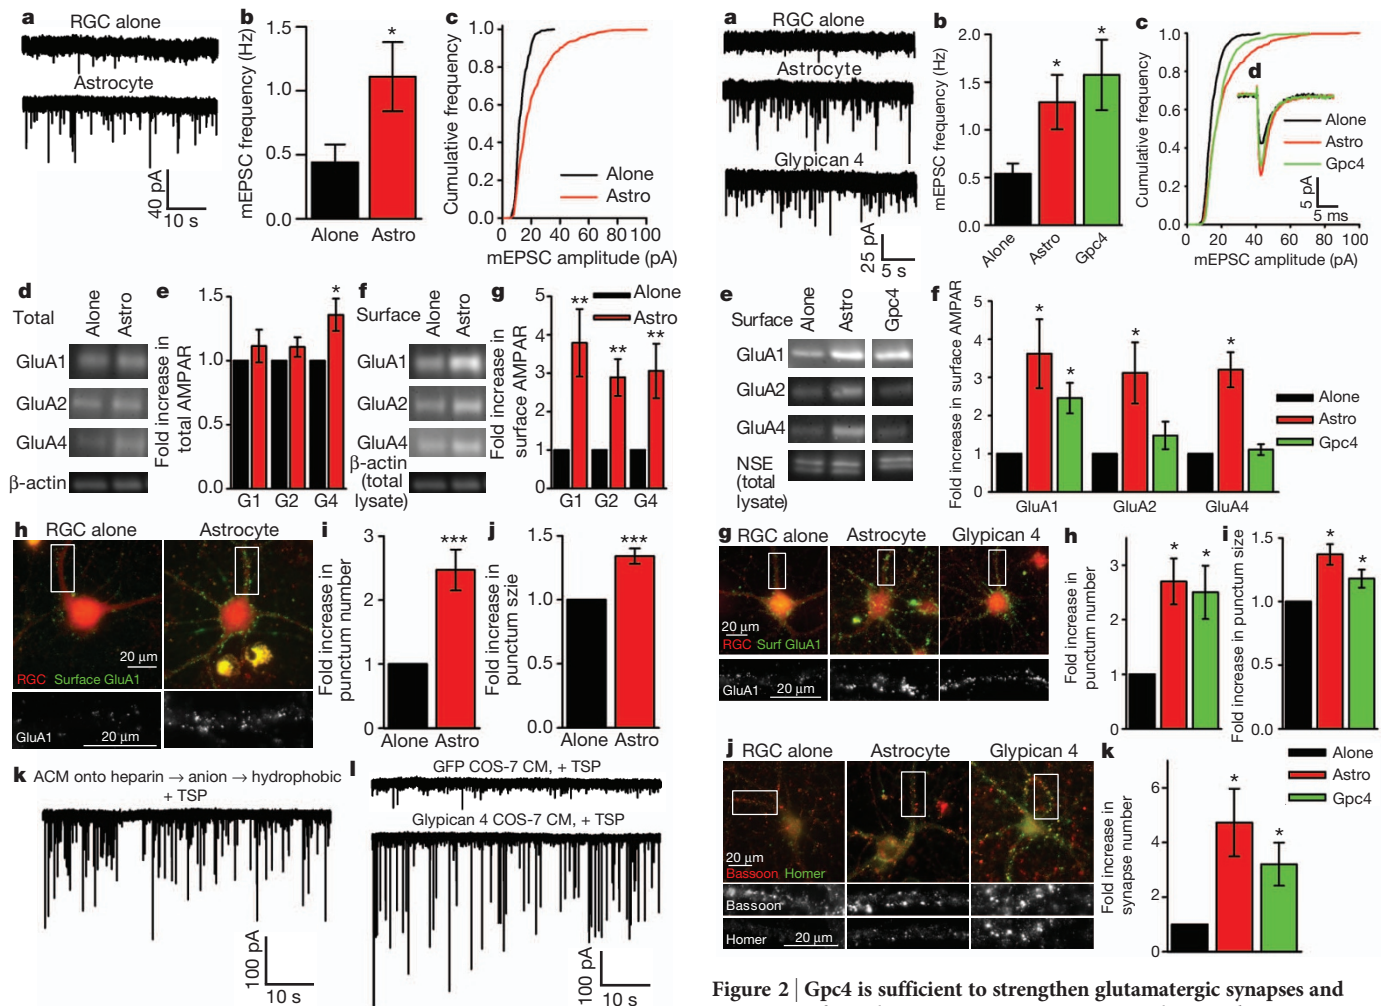 a RGC alone
Astrocyte
40 pA
10 s
b
mEPSC frequency (Hz)
1.5
1.0
0.5
0.0
*
Alone Astro
c
Cumulative frequency
1.0
0.8
0.6
0.4
0.2
0.0
Alone
Astro
0 20 40 60 80 100
mEPSC amplitude (pA)
d
Total
Alone
Astro
GluA1
GluA2
GluA4
β-actin
e
Fold increase in
total AMPAR
1.5
1.0
0.5
0.0
*
G1 G2 G4
f
Surface
Alone
Astro
GluA1
GluA2
GluA4
β-actin
(total
lysate)
g
Fold increase in
surface AMPAR
5
4
3
2
1
0
** ** **
Alone
Astro
G1 G2 G4
h RGC alone Astrocyte
20 µm
RGC Surface GluA1
GluA1 20 µm
i
Fold increase in
punctum number
3
2
1
0
***
Alone Astro
j
Fold increase in
punctum szie
1.5
1.0
0.5
0.0
***
Alone Astro
k ACM onto heparin → anion → hydrophobic
+ TSP
100 pA
10 s
l
GFP COS-7 CM, + TSP
Glypican 4 COS-7 CM, + TSP
100 pA
10 s
a RGC alone
Astrocyte
Glypican 4
25 pA
5 s
b
mEPSC frequency (Hz)
2.0
1.5
1.0
0.5
0.0
* *
Alone Astro Gpc4
c
Cumulative frequency
1.0
0.8
0.6
0.4
0.2
0
d
Alone
Astro
Gpc4
5 pA
5 ms
0 20 40 60 80 100
mEPSC amplitude (pA)
e
Surface
Alone
Astro
Gpc4
GluA1
GluA2
GluA4
NSE
(total
lysate)
f
Fold increase in surface AMPAR
5
4
3
2
1
0
* * * *
Alone
Astro
Gpc4
GluA1 GluA2 GluA4
g RGC alone Astrocyte Glypican 4
20 µm
RGC Surf GluA1
GluA1 20 µm
h
Fold increase in
punctum number
3
2
1
0
* *
i
Fold increase in punctum size
1.5
1.0
0.5
0
* *
j RGC alone Astrocyte Glypican 4
20 µm
Bassoon Homer
Bassoon
Homer 20 µm
k
Fold increase in
synapse number
6
4
2
0
* *
Alone
Astro
Gpc4
Figure 2 | Gpc4 is sufficient to strengthen glutamatergic synapses and